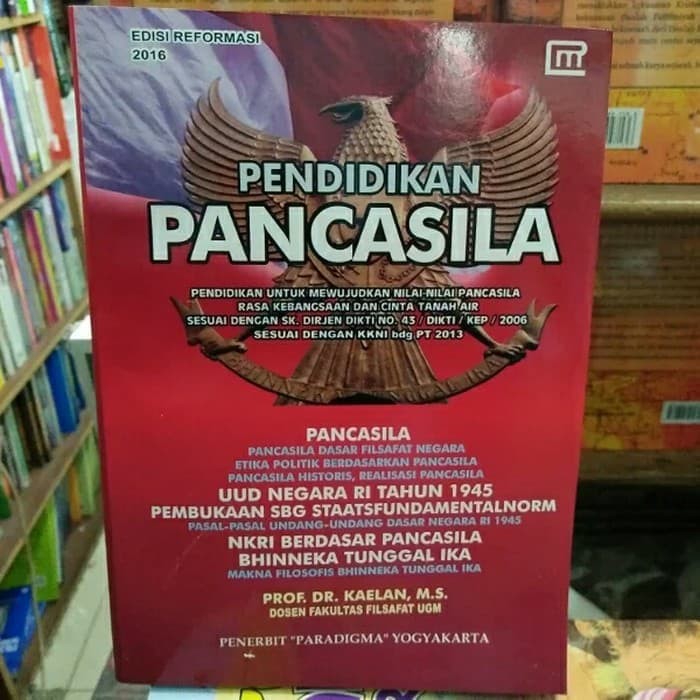 EDISI REFORMASI
2016
PENDIDIKAN
PANCASILA
PENDIDIKAN UNTUK MEWUJUDKAN NILAI-NILAI PANCASILA
RASA KEBANGSAAN DAN CINTA TANAH AIR
SESUAI DENGAN SK. DIRJEN DIKTI NO. 43 / DIKTI / KEP / 2006
SESUAI DENGAN KKNI bdg PT 2013
PANCASILA
PANCASILA DASAR FILSAFAT NEGARA
ETIKA POLITIK BERDASARKAN PANCASILA
PANCASILA HISTORIS, REALISASI PANCASILA
UUD NEGARA RI TAHUN 1945
PEMBUKAAN SBG STAATSFUNDAMENTALNORM
PASAL-PASAL UNDANG-UNDANG DASAR NEGARA RI 1945
NKRI BERDASAR PANCASILA
BHINNEKA TUNGGAL IKA
MAKNA FILOSOFIS BHINNEKA TUNGGAL IKA
PROF. DR. KAELAN, M.S.
DOSEN FAKULTAS FILSAFAT UGM
PENERBIT "PARADIGMA" YOGYAKARTA